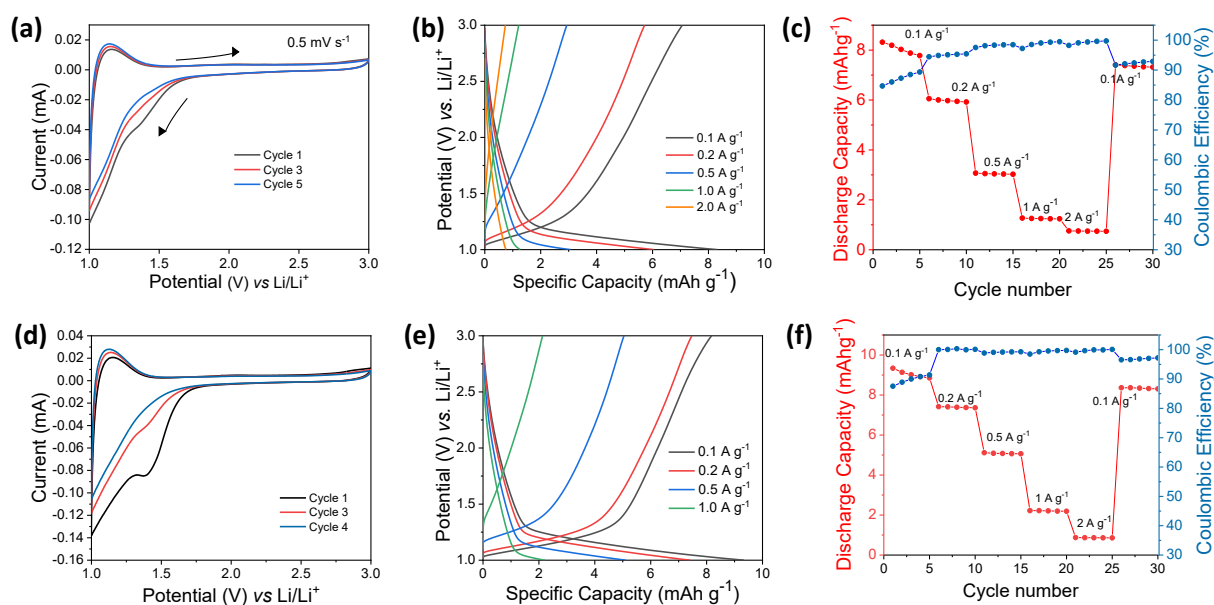 (a)
0.5 mV s⁻¹
Current (mA)
0.02
0.00
-0.02
-0.04
-0.06
-0.08
-0.10
-0.12
Cycle 1
Cycle 3
Cycle 5
1.0 1.5 2.0 2.5 3.0
Potential (V) vs Li/Li⁺
(b)
Potential (V) vs. Li/Li⁺
3.0
2.5
2.0
1.5
1.0
0.1 A g⁻¹
0.2 A g⁻¹
0.5 A g⁻¹
1.0 A g⁻¹
2.0 A g⁻¹
0 2 4 6 8 10
Specific Capacity (mAh g⁻¹)
(c)
Discharge Capacity (mAhg⁻¹)
8
6
4
2
0
0.1 A g⁻¹
0.2 A g⁻¹
0.5 A g⁻¹
1 A g⁻¹
2 A g⁻¹
0.1 A g⁻¹
100
90
80
70
60
50
40
30
Coulombic Efficiency (%)
0 5 10 15 20 25 30
Cycle number
(d)
Current (mA)
0.04
0.02
0.00
-0.02
-0.04
-0.06
-0.08
-0.10
-0.12
-0.14
-0.16
Cycle 1
Cycle 3
Cycle 4
1.0 1.5 2.0 2.5 3.0
Potential (V) vs Li/Li⁺
(e)
Potential (V) vs. Li/Li⁺
3.0
2.5
2.0
1.5
1.0
0.1 A g⁻¹
0.2 A g⁻¹
0.5 A g⁻¹
1.0 A g⁻¹
0 2 4 6 8 10
Specific Capacity (mAh g⁻¹)
(f)
Discharge Capacity (mAhg⁻¹)
10
8
6
4
2
0
0.1 A g⁻¹
0.2 A g⁻¹
0.5 A g⁻¹
1 A g⁻¹
2 A g⁻¹
0.1 A g⁻¹
100
90
80
70
60
50
40
30
Coulombic Efficiency (%)
0 5 10 15 20 25 30
Cycle number